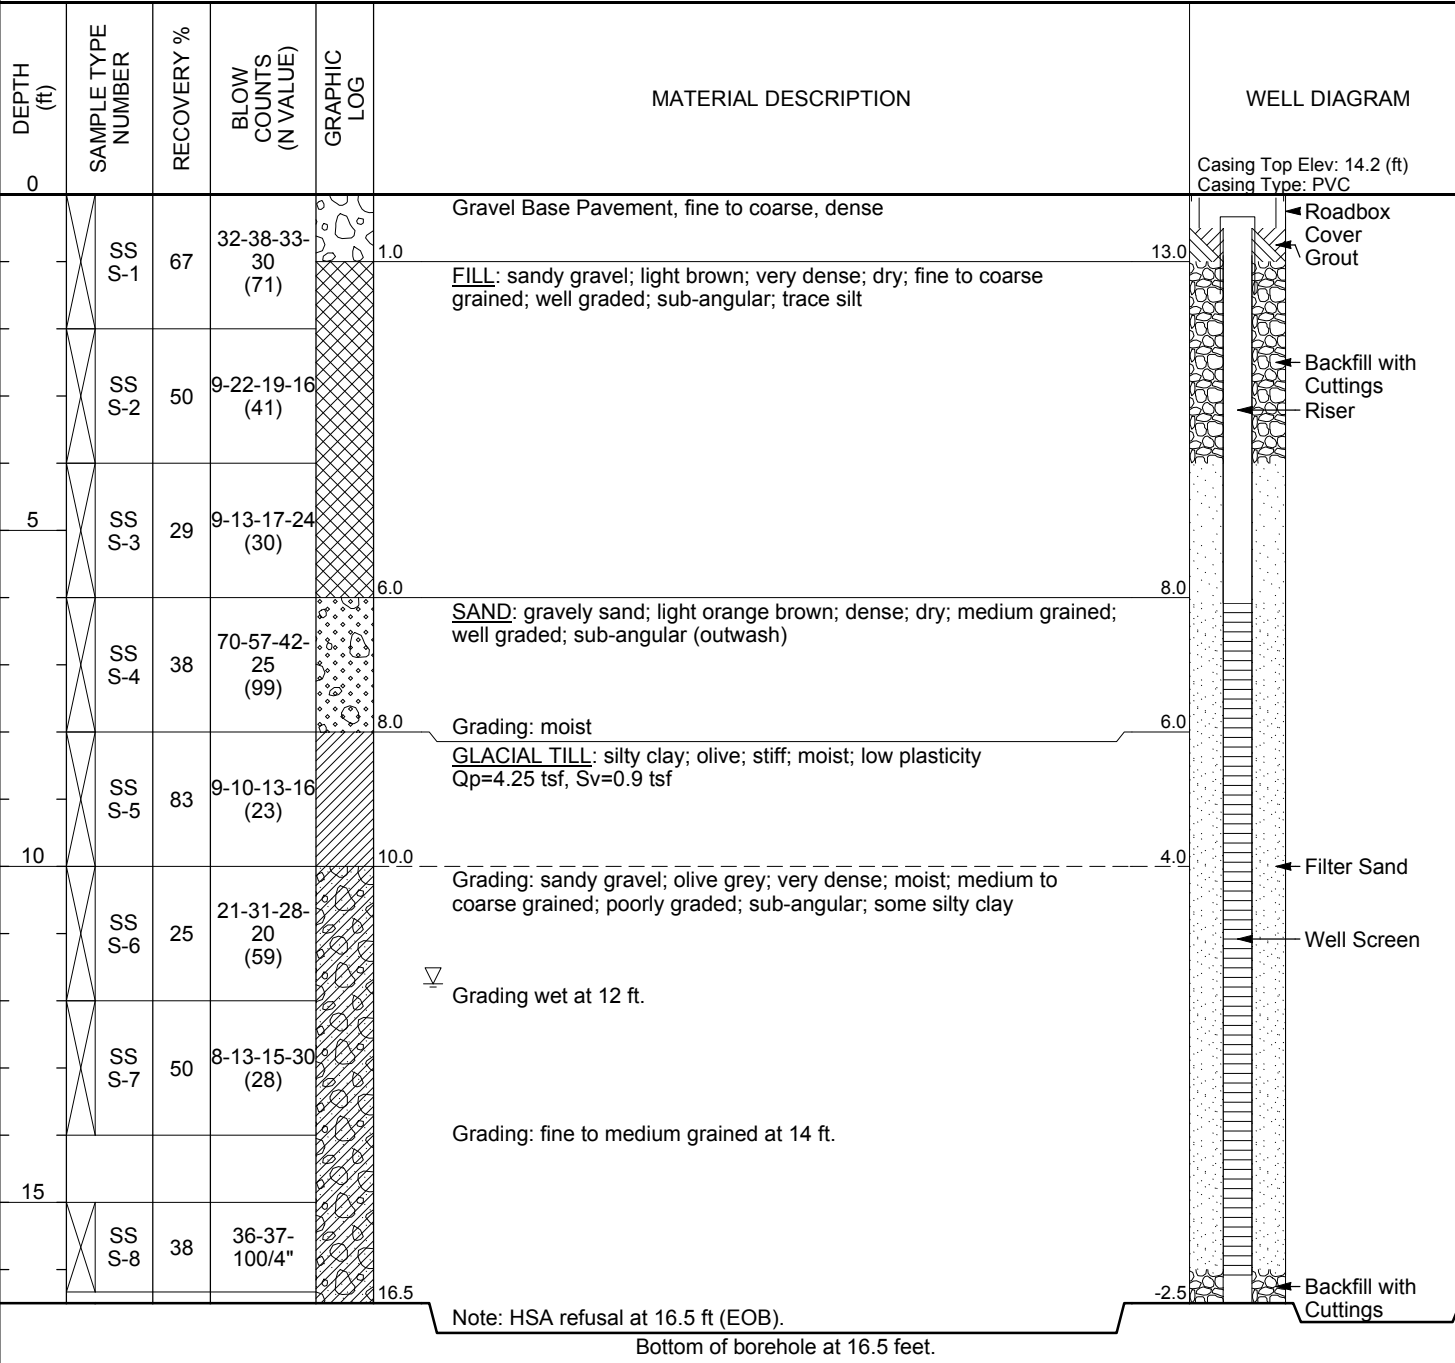 DEPTH
(ft)
SAMPLE TYPE
NUMBER
RECOVERY %
BLOW
COUNTS
(N VALUE)
GRAPHIC
LOG
MATERIAL DESCRIPTION
WELL DIAGRAM
Casing Top Elev: 14.2 (ft)
Casing Type: PVC
0
SS
S-1
67
32-38-33-
30
(71)
Gravel Base Pavement, fine to coarse, dense
1.0
13.0
FILL: sandy gravel; light brown; very dense; dry; fine to coarse
grained; well graded; sub-angular; trace silt
Roadbox
Cover
Grout
SS
S-2
50
9-22-19-16
(41)
Backfill with
Cuttings
Riser
5
SS
S-3
29
9-13-17-24
(30)
6.0
8.0
SS
S-4
38
70-57-42-
25
(99)
SAND: gravely sand; light orange brown; dense; dry; medium grained;
well graded; sub-angular (outwash)
8.0
Grading: moist
6.0
SS
S-5
83
9-10-13-16
(23)
GLACIAL TILL: silty clay; olive; stiff; moist; low plasticity
Qp=4.25 tsf, Sv=0.9 tsf
10
10.0
4.0
Filter Sand
SS
S-6
25
21-31-28-
20
(59)
Grading: sandy gravel; olive grey; very dense; moist; medium to
coarse grained; poorly graded; sub-angular; some silty clay
Well Screen
Grading wet at 12 ft.
SS
S-7
50
8-13-15-30
(28)
Grading: fine to medium grained at 14 ft.
15
SS
S-8
38
36-37-
100/4"
16.5
-2.5
Backfill with
Cuttings
Note: HSA refusal at 16.5 ft (EOB).
Bottom of borehole at 16.5 feet.